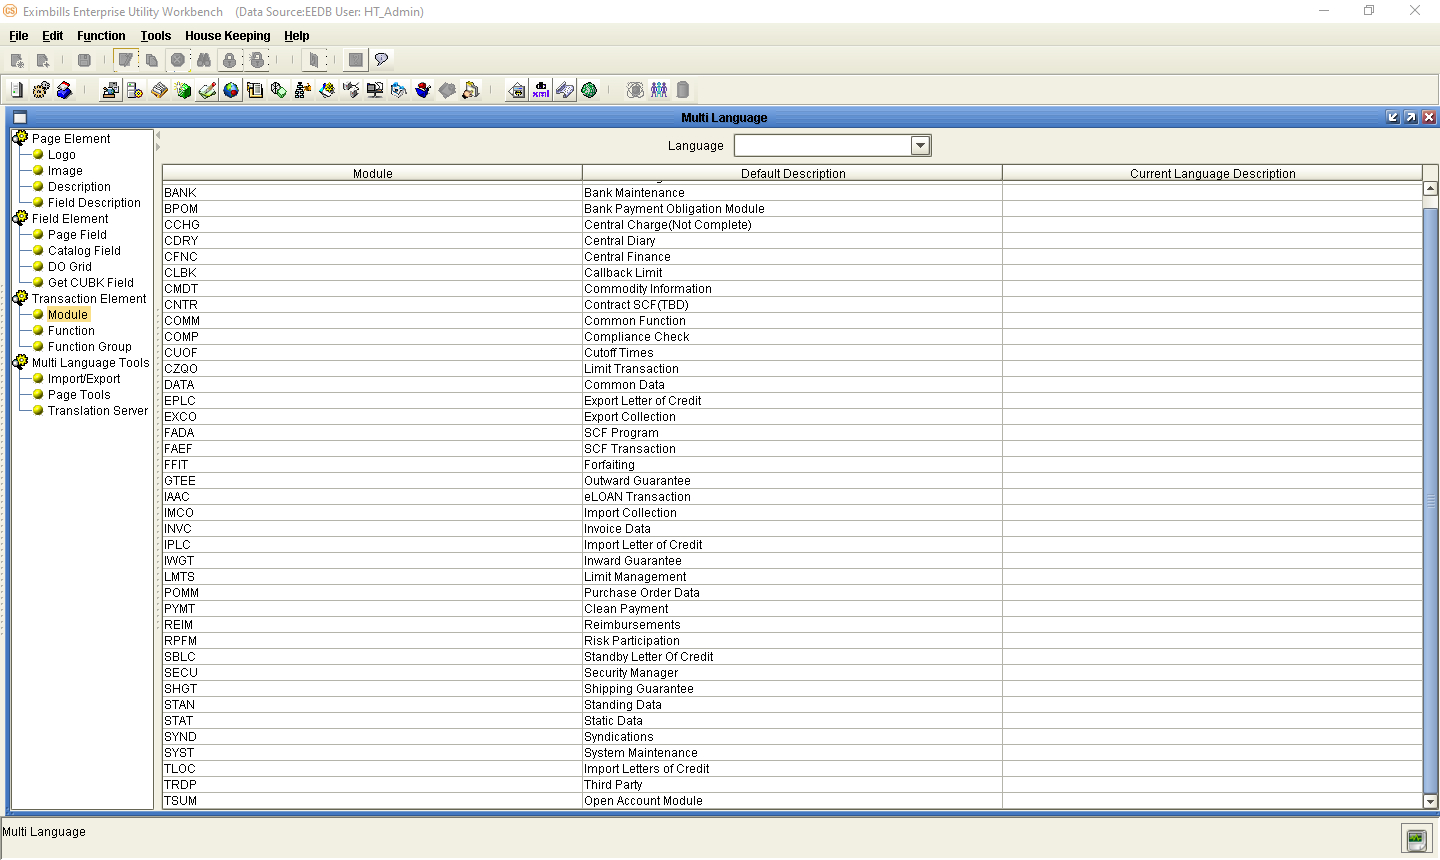 Eximbills Enterprise Utility Workbench (Data Source:EEDB User: HT_Admin)
File Edit Function Tools House Keeping Help
db
xml
Multi Language
Page Element
Logo
Image
Description
Field Description
Field Element
Page Field
Catalog Field
DO Grid
Get CUBK Field
Transaction Element
Module
Function
Function Group
Multi Language Tools
Import/Export
Page Tools
Translation Server
Language
Module Default Description Current Language Description
BANK Bank Maintenance
BPOM Bank Payment Obligation Module
CCHG Central Charge(Not Complete)
CDRY Central Diary
CFNC Central Finance
CLBK Callback Limit
CMDT Commodity Information
CNTR Contract SCF(TBD)
COMM Common Function
COMP Compliance Check
CUOF Cutoff Times
CZQO Limit Transaction
DATA Common Data
EPLC Export Letter of Credit
EXCO Export Collection
FADA SCF Program
FAEF SCF Transaction
FFIT Forfaiting
GTEE Outward Guarantee
IAAC eLOAN Transaction
IMCO Import Collection
INVC Invoice Data
IPLC Import Letter of Credit
IWGT Inward Guarantee
LMTS Limit Management
POMM Purchase Order Data
PYMT Clean Payment
REIM Reimbursements
RPFM Risk Participation
SBLC Standby Letter Of Credit
SECU Security Manager
SHGT Shipping Guarantee
STAN Standing Data
STAT Static Data
SYND Syndications
SYST System Maintenance
TLOC Import Letters of Credit
TRDP Third Party
TSUM Open Account Module
Multi Language